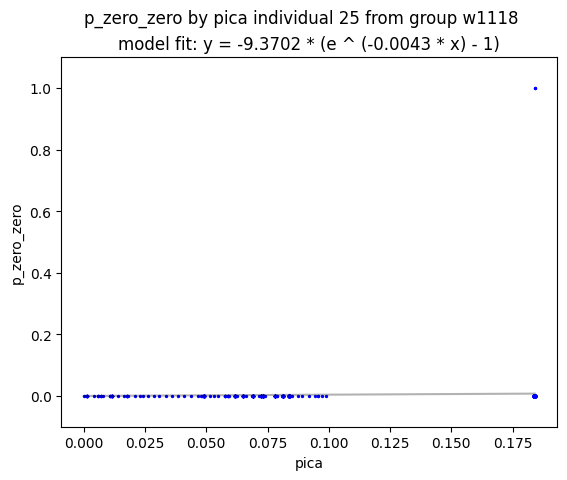 p_zero_zero by pica individual 25 from group w1118
model fit: y = -9.3702 * (e ^ (-0.0043 * x) - 1)
1.0
0.8
0.6
0.4
0.2
0.0
p_zero_zero
0.000 0.025 0.050 0.075 0.100 0.125 0.150 0.175
pica